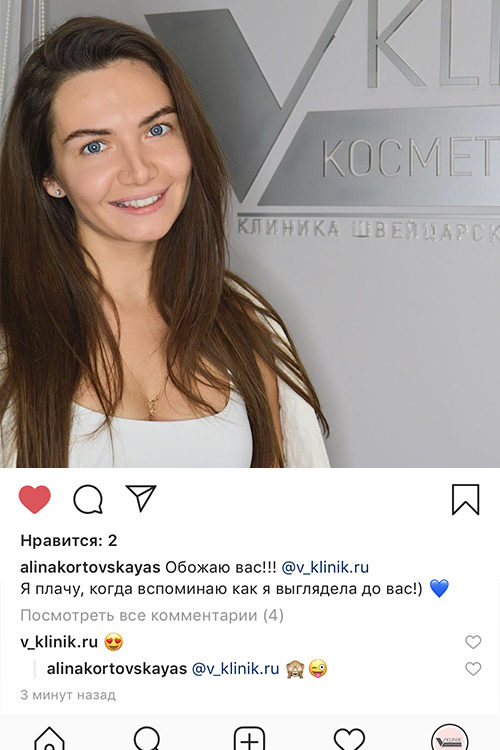 KLI
КОСМЕТ
КЛИНИКА ШВЕЙЦАРСК
Нравится: 2
alinakortovskayas Обожаю вас!!! @v_klinik.ru
Я плачу, когда вспоминаю как я выглядела до вас!) 💙
Посмотреть все комментарии (4)
v_klinik.ru 😍
alinakortovskayas @v_klinik.ru 🙈😜
3 минут назад